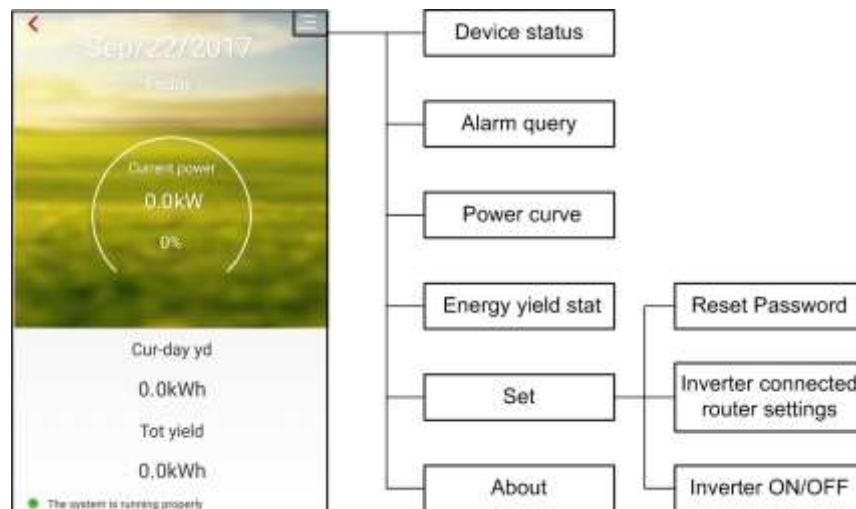 Sep/22/2017
Today
Current power
0.0kW
0%
Cur-day yd
0.0kWh
Tot yield
0.0kWh
The system is running properly
Device status
Alarm query
Power curve
Energy yield stat
Set
About
Reset Password
Inverter connected
router settings
Inverter ON/OFF